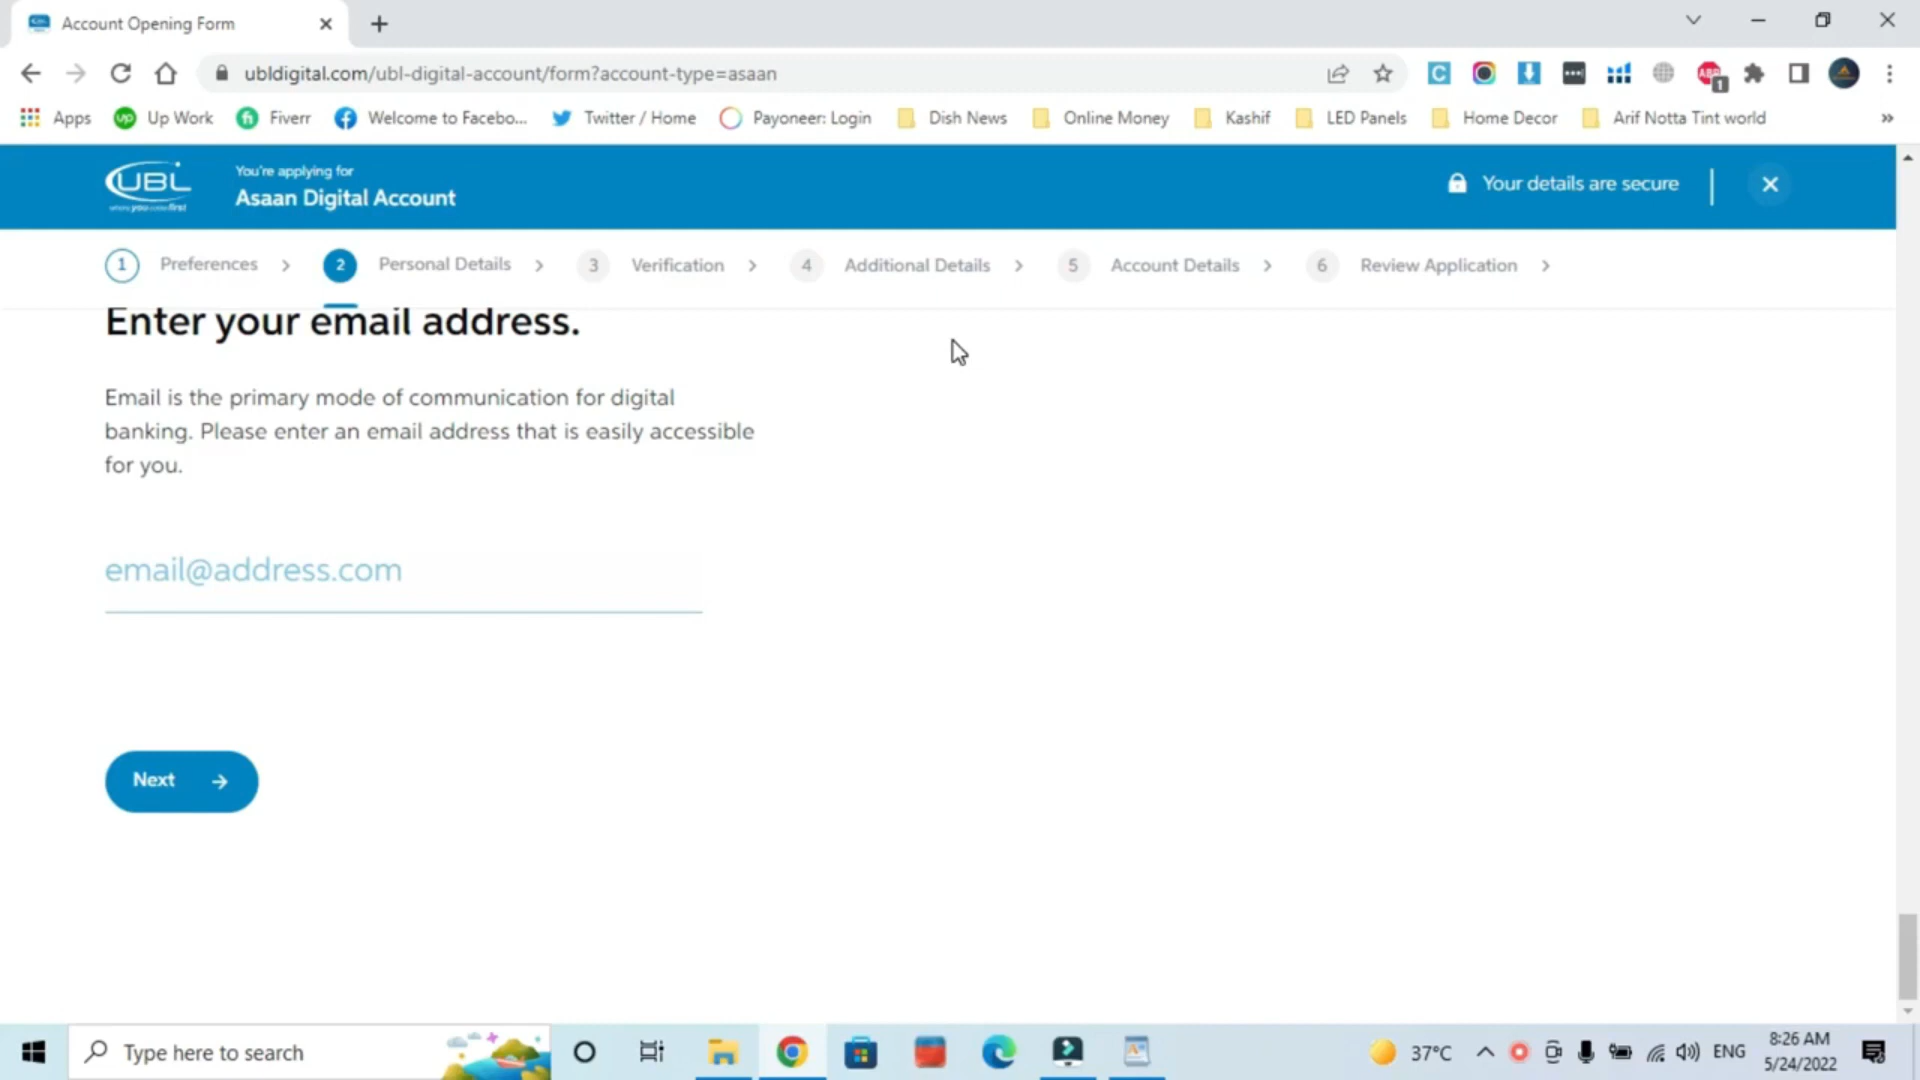 Account Opening Form
ubldigital.com/ubl-digital-account/form?account-type=asaan
Apps Up Work Fiverr Welcome to Facebo... Twitter / Home Payoneer: Login Dish News Online Money Kashif LED Panels Home Decor Arif Notta Tint world »
UBL
where you come first
You're applying for
Asaan Digital Account
Your details are secure
1 Preferences 2 Personal Details 3 Verification 4 Additional Details 5 Account Details 6 Review Application
Enter your email address.
Email is the primary mode of communication for digital
banking. Please enter an email address that is easily accessible
for you.
email@address.com
Next
Type here to search
37°C
ENG
8:26 AM
5/24/2022